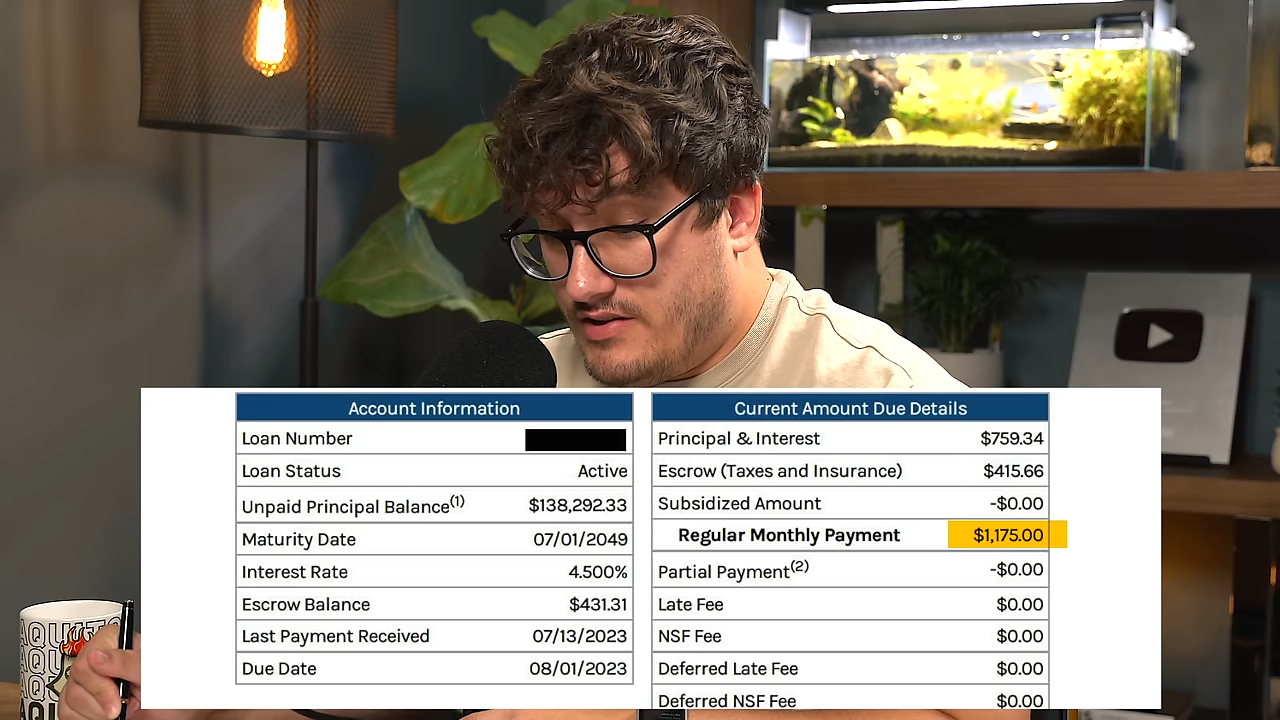 Account Information
Loan Number
Loan Status Active
Unpaid Principal Balance(1) $138,292.33
Maturity Date 07/01/2049
Interest Rate 4.500%
Escrow Balance $431.31
Last Payment Received 07/13/2023
Due Date 08/01/2023
Current Amount Due Details
Principal & Interest $759.34
Escrow (Taxes and Insurance) $415.66
Subsidized Amount -$0.00
Regular Monthly Payment $1,175.00
Partial Payment(2) -$0.00
Late Fee $0.00
NSF Fee $0.00
Deferred Late Fee $0.00
Deferred NSF Fee $0.00